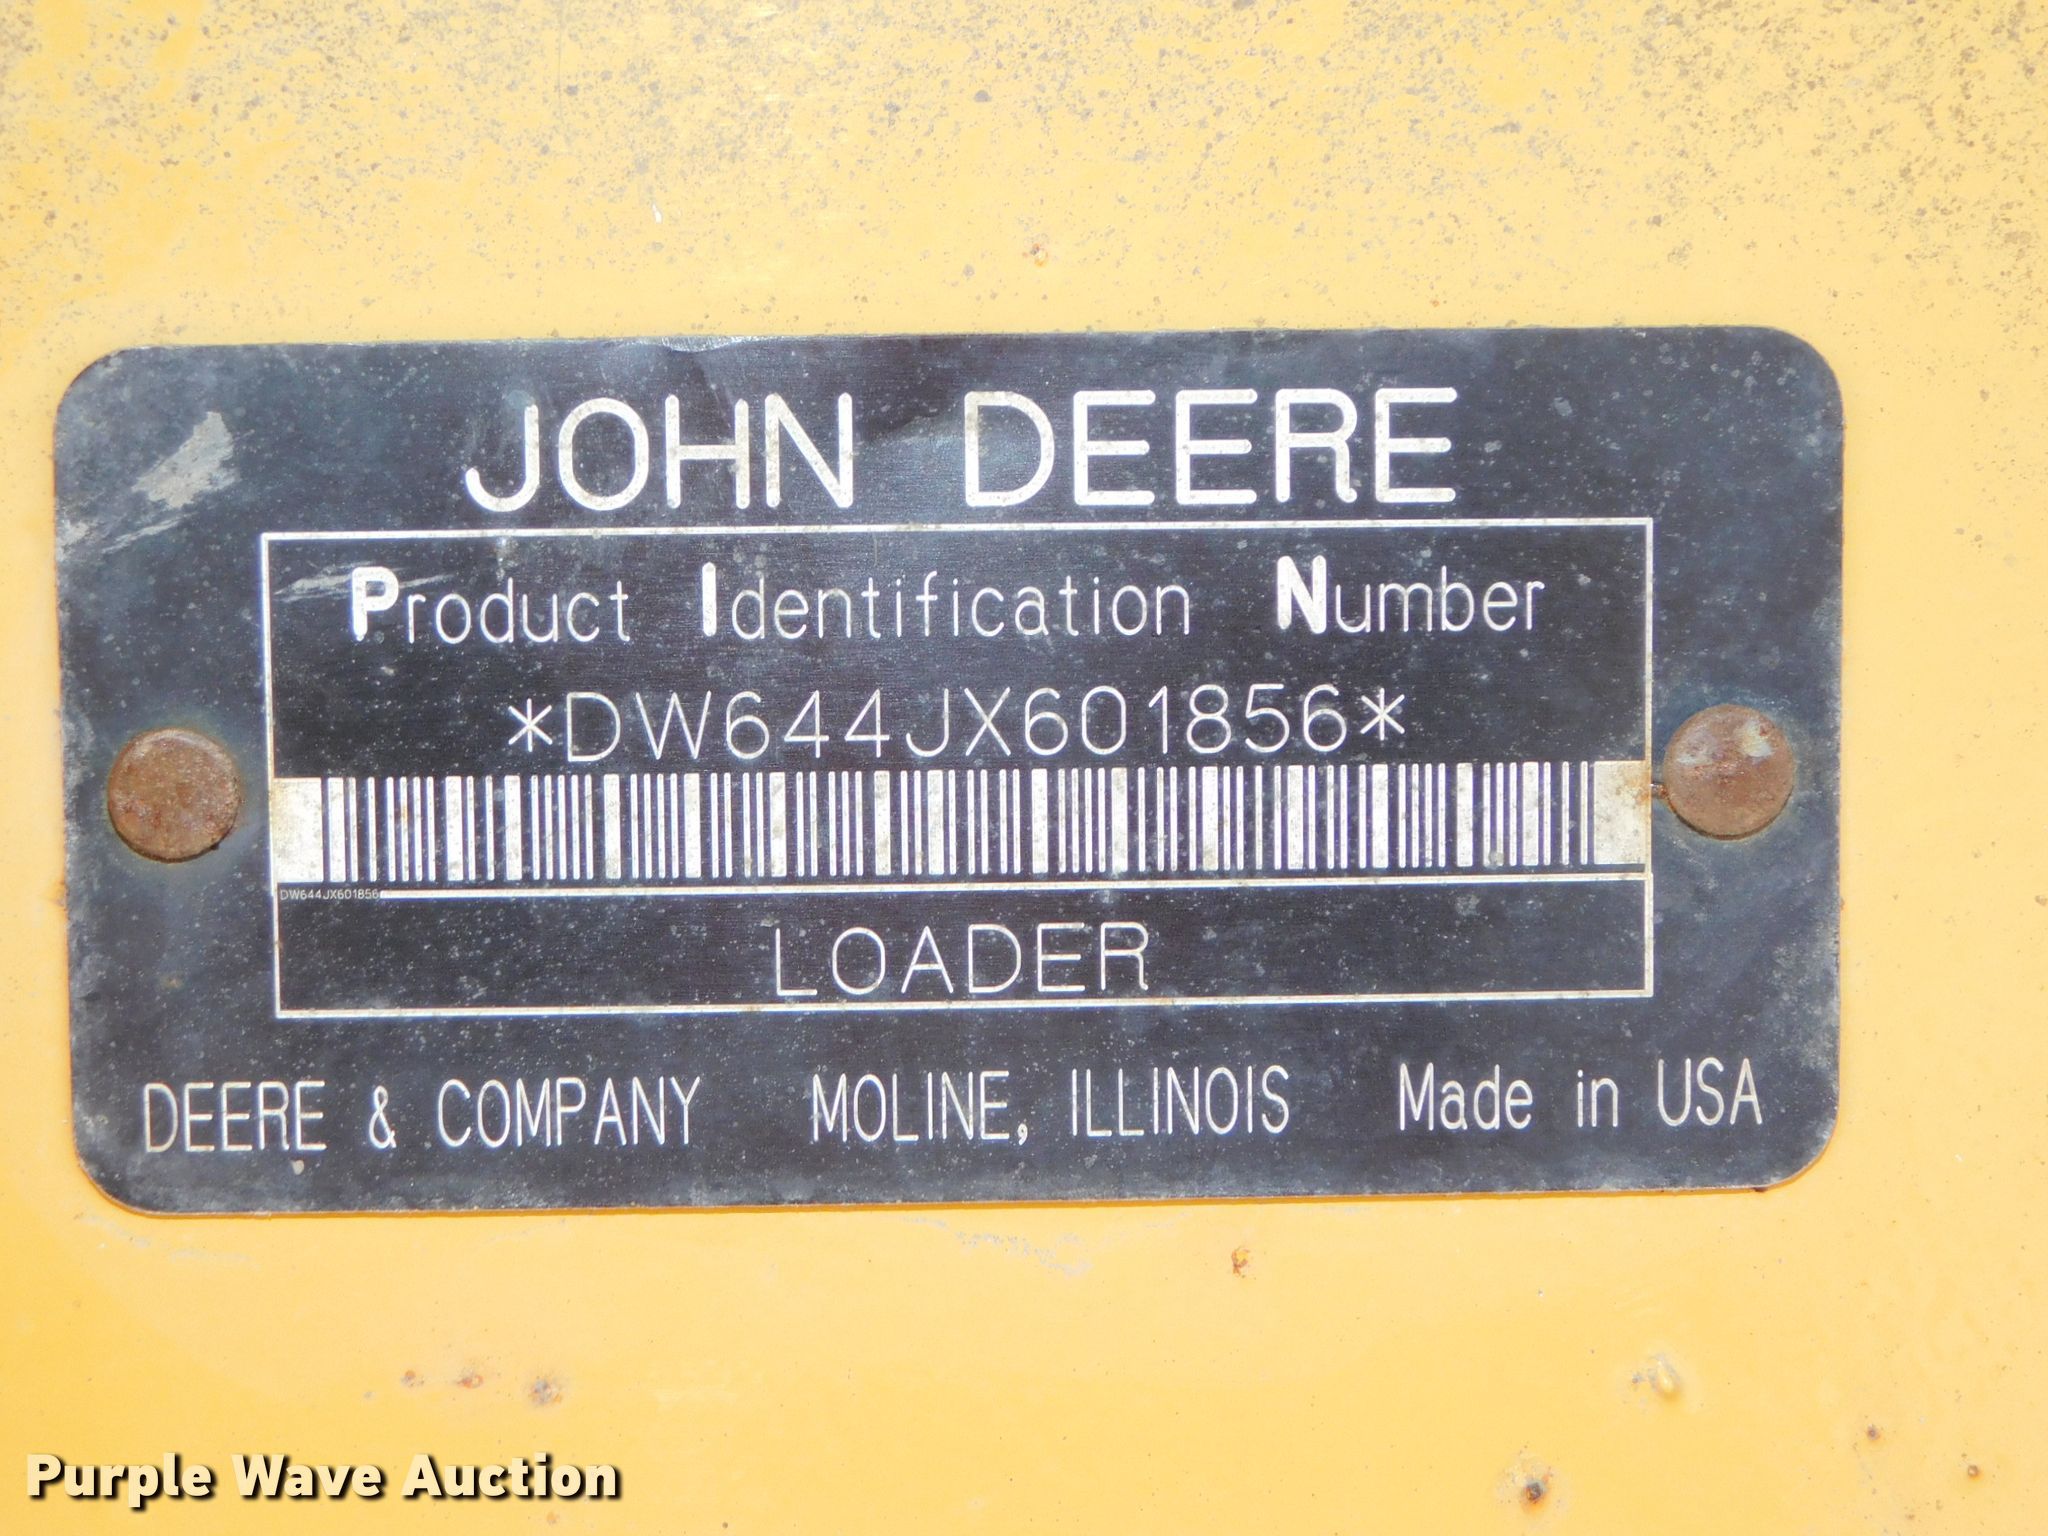 JOHN DEERE
Product Identification Number
*DW644JX601856*
DW644JX601856
LOADER
DEERE & COMPANY MOLINE, ILLINOIS Made in USA
Purple Wave Auction